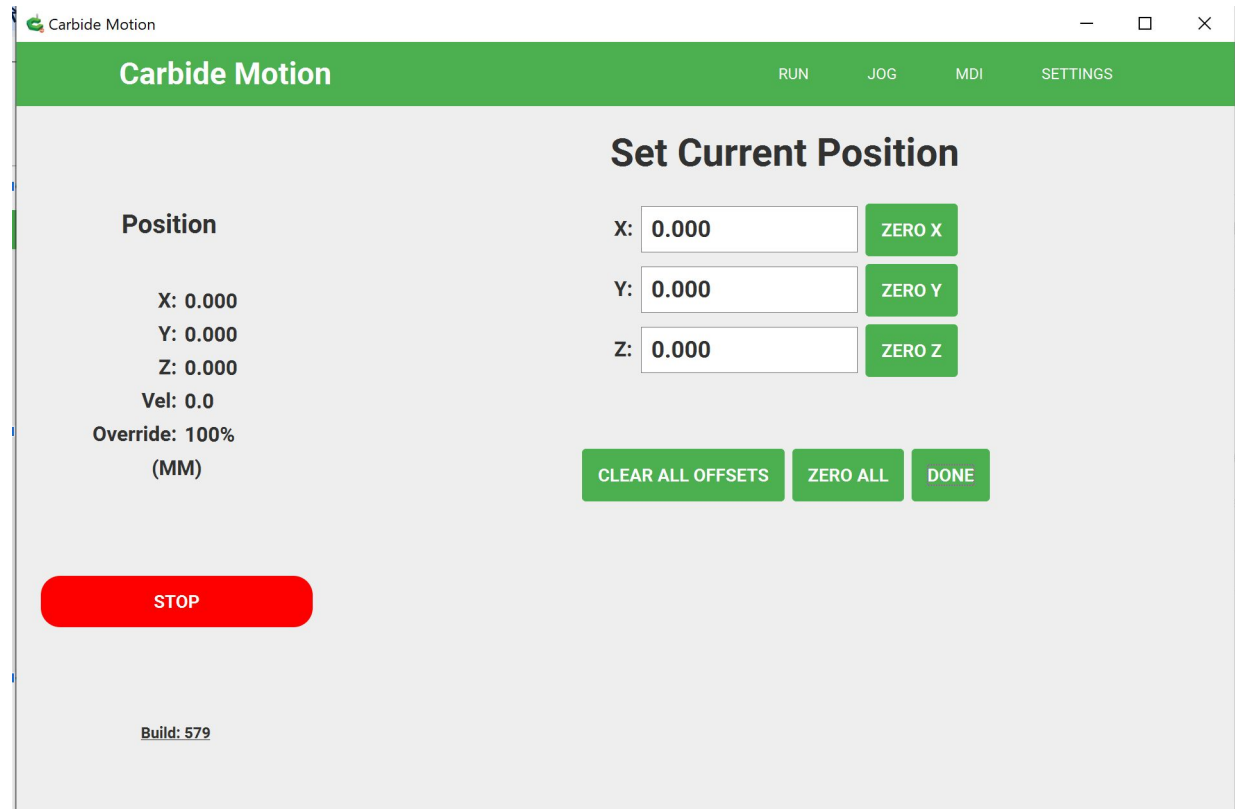 Carbide Motion
Carbide Motion
RUN JOG MDI SETTINGS
Set Current Position
Position
X: 0.000
Y: 0.000
Z: 0.000
Vel: 0.0
Override: 100%
(MM)
X: 0.000 ZERO X
Y: 0.000 ZERO Y
Z: 0.000 ZERO Z
CLEAR ALL OFFSETS ZERO ALL DONE
STOP
Build: 579